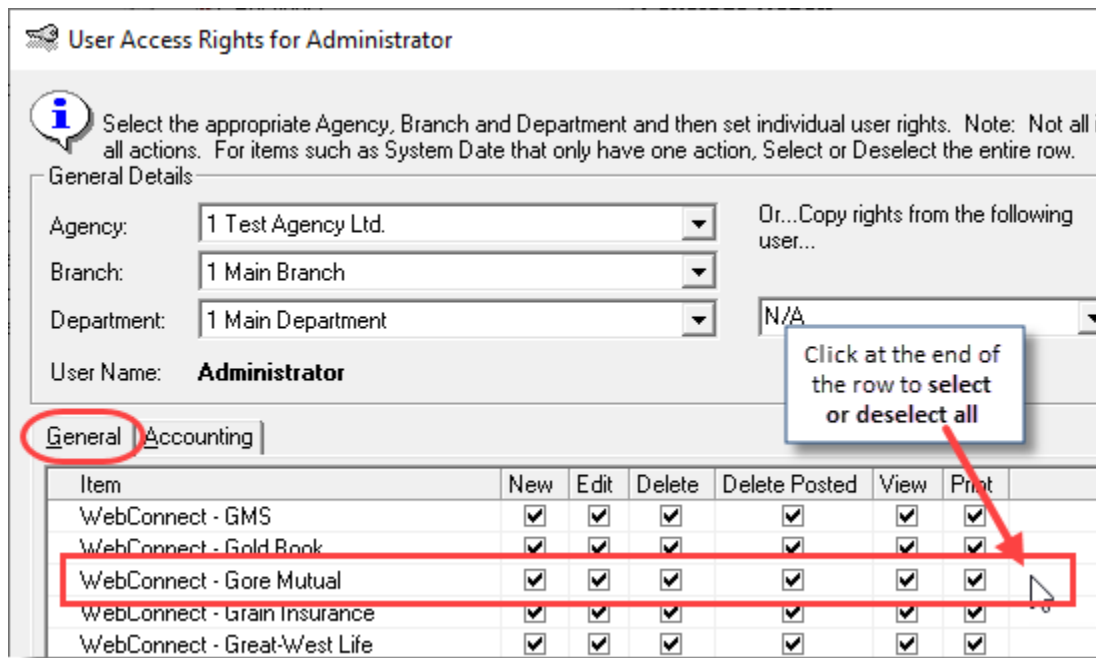 User Access Rights for Administrator
Select the appropriate Agency, Branch and Department and then set individual user rights. Note: Not all
all actions. For items such as System Date that only have one action, Select or Deselect the entire row.
General Details
Agency: 1 Test Agency Ltd.
Or...Copy rights from the following
user...
Branch: 1 Main Branch
Department: 1 Main Department N/A
User Name: Administrator
Click at the end of
the row to select
or deselect all
General Accounting
Item New Edit Delete Delete Posted View Print
WebConnect - GMS
WebConnect - Gold Book
WebConnect - Gore Mutual
WebConnect - Grain Insurance
WebConnect - Great-West Life